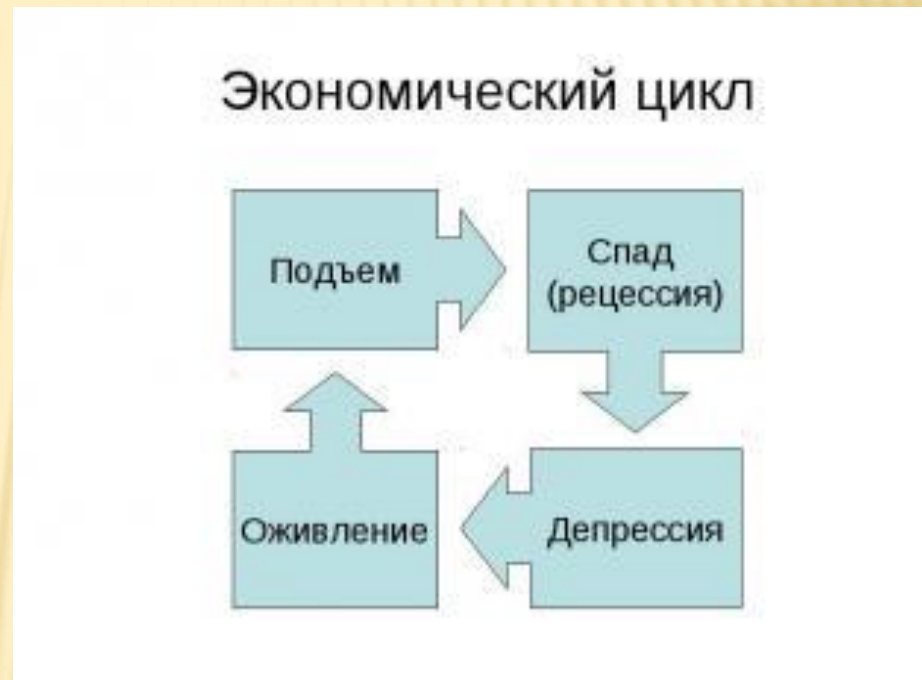 Экономический цикл
Подъем
Спад
(рецессия)
Оживление
Депрессия